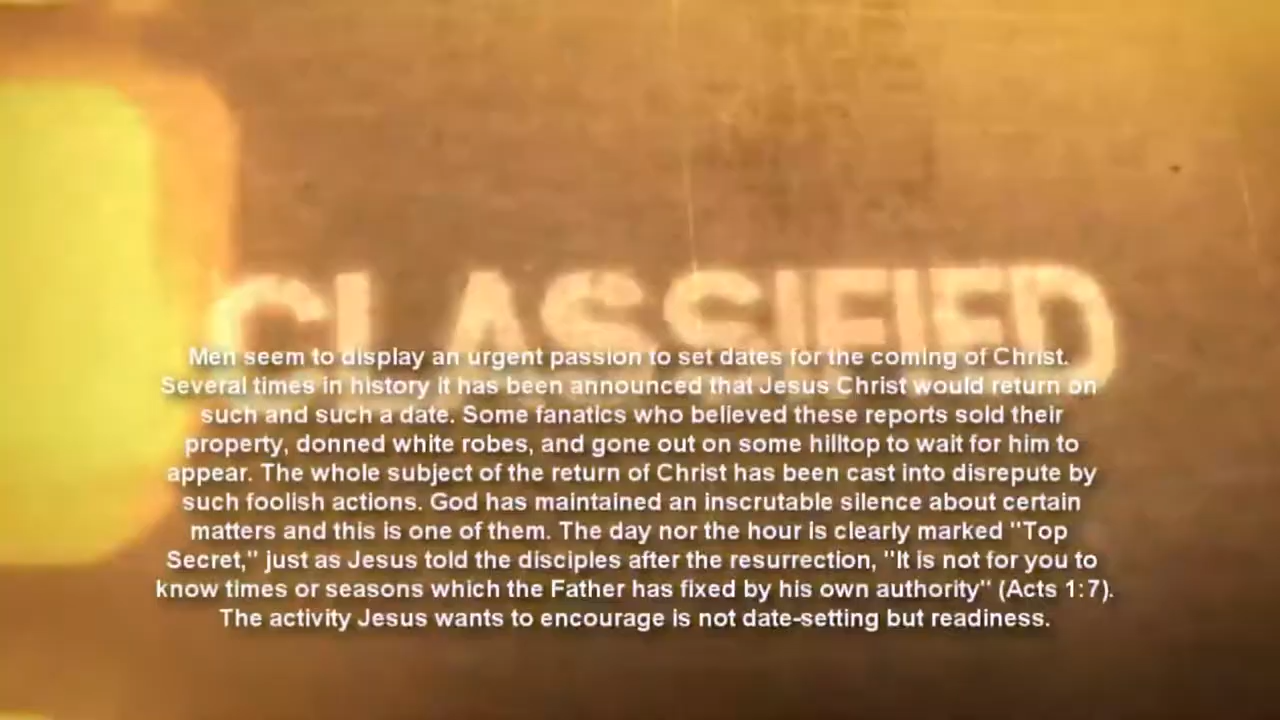 CLASSIFIED
Men seem to display an urgent passion to set dates for the coming of Christ.
Several times in history it has been announced that Jesus Christ would return on
such and such a date. Some fanatics who believed these reports sold their
property, donned white robes, and gone out on some hilltop to wait for him to
appear. The whole subject of the return of Christ has been cast into disrepute by
such foolish actions. God has maintained an inscrutable silence about certain
matters and this is one of them. The day nor the hour is clearly marked "Top
Secret," just as Jesus told the disciples after the resurrection, "It is not for you to
know times or seasons which the Father has fixed by his own authority" (Acts 1:7).
The activity Jesus wants to encourage is not date-setting but readiness.